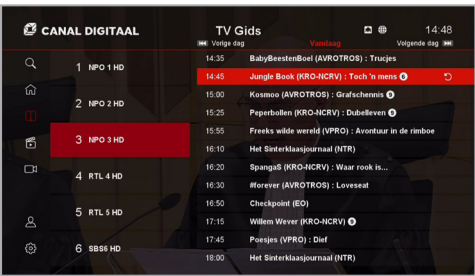 CANAL DIGITAAL
TV Gids
14:48
Vorige dag
Vandaag
Volgende dag
1 NPO 1 HD
2 NPO 2 HD
3 NPO 3 HD
4 RTL 4 HD
5 RTL 5 HD
6 SBS6 HD
14:35 BabyBeestenBoel (AVROTROS) : Trucjes
14:45 Jungle Book (KRO-NCRV) : Toch 'n mens 6
15:00 Kosmoo (AVROTROS) : Grafschennis 9
15:25 Peperbollen (KRO-NCRV) : Dubelleven 9
15:55 Freeks wilde wereld (VPRO) : Avontuur in de rimboe
16:10 Het Sinterklaasjournaal (NTR)
16:20 SpangaS (KRO-NCRV) : Waar rook is...
16:30 #forever (AVROTROS) : Loveseat
16:50 Checkpoint (EO)
17:15 Willem Wever (KRO-NCRV) 9
17:45 Poesjes (VPRO) : Dief
18:00 Het Sinterklaasjournaal (NTR)